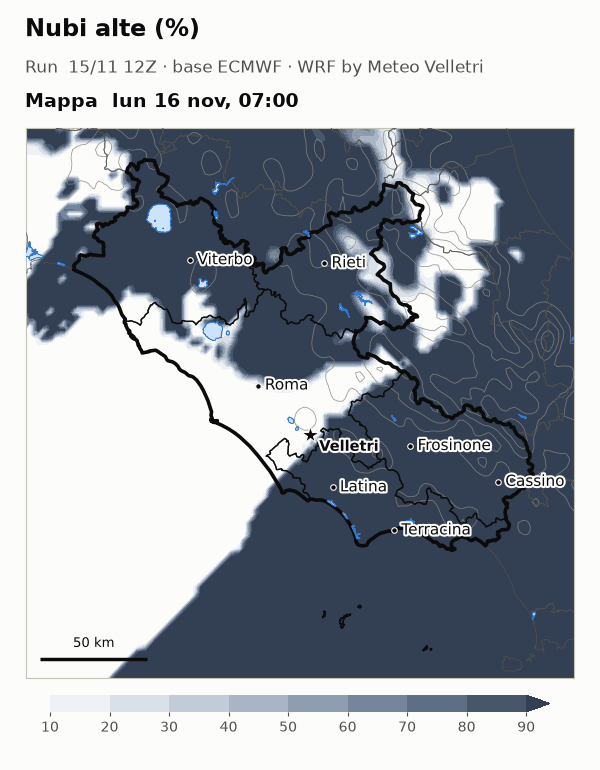 Nubi alte (%)
Run  15/11 12Z · base ECMWF · WRF by Meteo Velletri
Mappa  lun 16 nov, 07:00
Viterbo
Rieti
Roma
Velletri
Frosinone
Cassino
Latina
Terracina
50 km
10 20 30 40 50 60 70 80 90